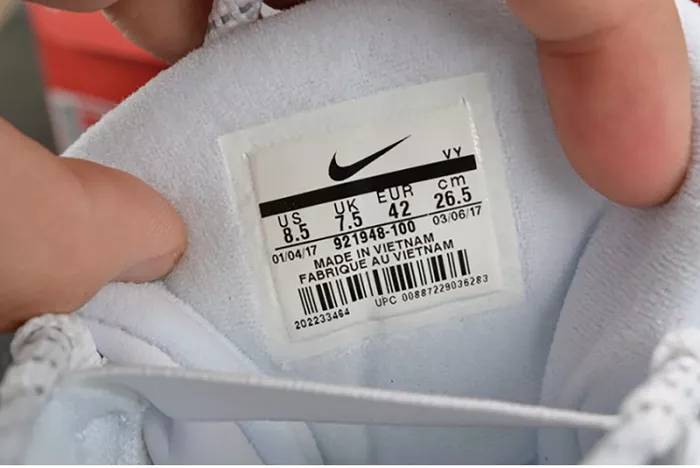 VY
US UK EUR cm
8.5 7.5 42 26.5
01/04/17 921948-100 03/06/17
MADE IN VIETNAM
FABRIQUE AU VIETNAM
202233464 UPC 00887229036283